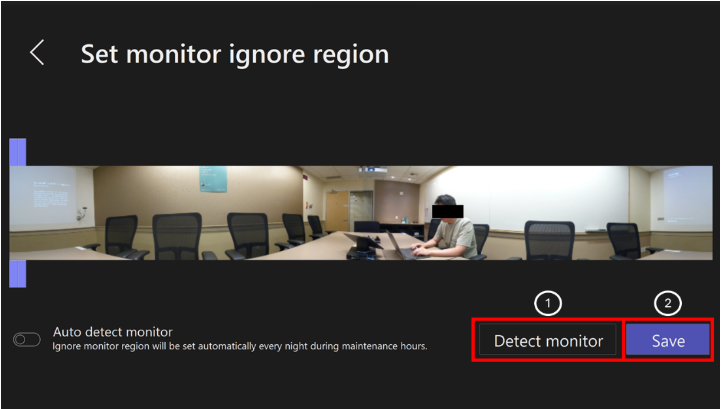 Set monitor ignore region
1
2
Auto detect monitor
Ignore monitor region will be set automatically every night during maintenance hours.
Detect monitor
Save